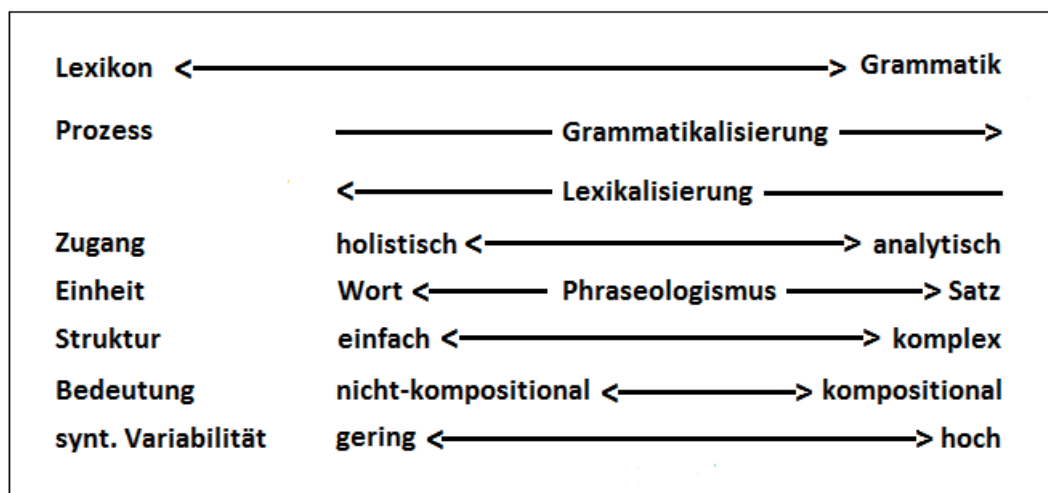 Lexikon Grammatik
Prozess Grammatikalisierung
Lexikalisierung
Zugang holistisch analytisch
Einheit Wort Phraseologismus Satz
Struktur einfach komplex
Bedeutung nicht-kompositional kompositional
synt. Variabilität gering hoch